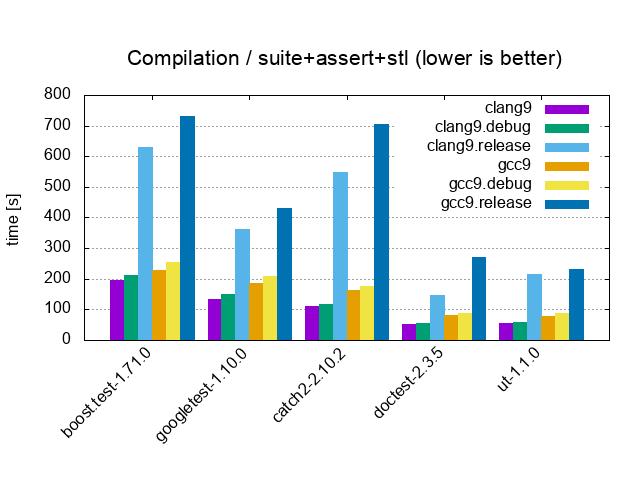 Compilation / suite+assert+stl (lower is better)
time [s]
800
700
600
500
400
300
200
100
0
clang9
clang9.debug
clang9.release
gcc9
gcc9.debug
gcc9.release
boost.test-1.71.0
googletest-1.10.0
catch2-2.10.2
doctest-2.3.5
ut-1.1.0